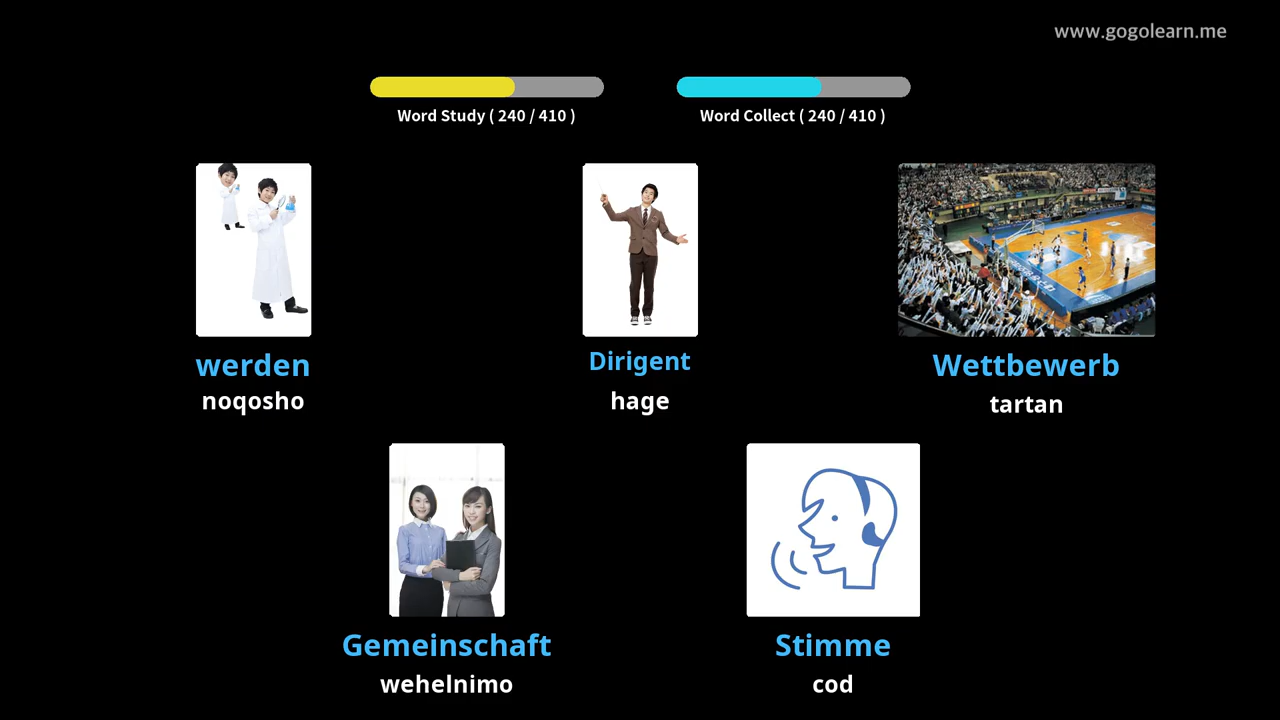 www.gogolearn.me
Word Study ( 240 / 410 )
Word Collect ( 240 / 410 )
werden
noqosho
Dirigent
hage
Wettbewerb
tartan
Gemeinschaft
wehelnimo
Stimme
cod